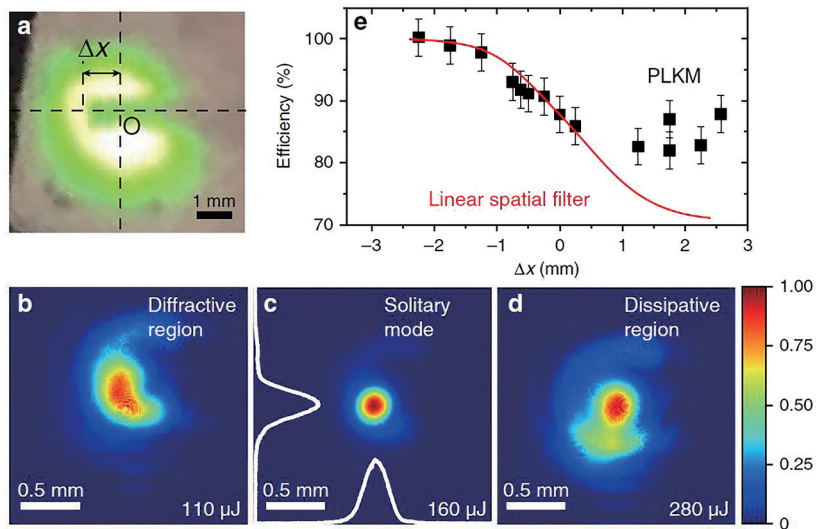 a
Δx
O
1 mm
e
Efficiency (%)
100
90
80
70
PLKM
Linear spatial filter
−3
−2
−1
0
1
2
3
Δx (mm)
b
Diffractive
region
0.5 mm
110 μJ
c
Solitary
mode
0.5 mm
160 μJ
d
Dissipative
region
0.5 mm
280 μJ
1.00
0.75
0.50
0.25
0